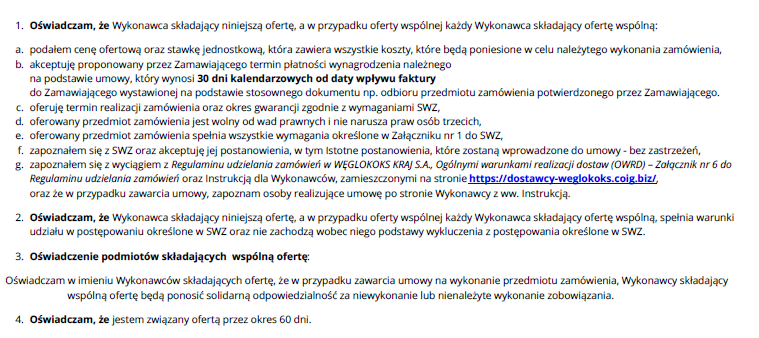 1. Oświadczam, że Wykonawca składający niniejszą ofertę, a w przypadku oferty wspólnej każdy Wykonawca składający ofertę wspólną:
a. podałem cenę ofertową oraz stawkę jednostkową, która zawiera wszystkie koszty, które będą poniesione w celu należytego wykonania zamówienia,
b. akceptuję proponowany przez Zamawiającego termin płatności wynagrodzenia należnego
na podstawie umowy, który wynosi 30 dni kalendarzowych od daty wpływu faktury
do Zamawiającego wystawionej na podstawie stosownego dokumentu np. odbioru przedmiotu zamówienia potwierdzonego przez Zamawiającego.
c. oferuję termin realizacji zamówienia oraz okres gwarancji zgodnie z wymaganiami SWZ,
d. oferowany przedmiot zamówienia jest wolny od wad prawnych i nie narusza praw osób trzecich,
e. oferowany przedmiot zamówienia spełnia wszystkie wymagania określone w Załączniku nr 1 do SWZ,
f. zapoznałem się z SWZ oraz akceptuję jej postanowienia, w tym Istotne postanowienia, które zostaną wprowadzone do umowy - bez zastrzeżeń,
g. zapoznałem się z wyciągiem z Regulaminu udzielania zamówień w WĘGLOKOKS KRAJ S.A., Ogólnymi warunkami realizacji dostaw (OWRD) – Załącznik nr 6 do
Regulaminu udzielania zamówień oraz Instrukcją dla Wykonawców, zamieszczonymi na stronie https://dostawcy-weglokoks.coig.biz/,
oraz że w przypadku zawarcia umowy, zapoznam osoby realizujące umowę po stronie Wykonawcy z ww. Instrukcją.
2. Oświadczam, że Wykonawca składający niniejszą ofertę, a w przypadku oferty wspólnej każdy Wykonawca składający ofertę wspólną, spełnia warunki
udziału w postępowaniu określone w SWZ oraz nie zachodzą wobec niego podstawy wykluczenia z postępowania określone w SWZ.
3. Oświadczenie podmiotów składających wspólną ofertę:
Oświadczam w imieniu Wykonawców składających ofertę, że w przypadku zawarcia umowy na wykonanie przedmiotu zamówienia, Wykonawcy składający
wspólną ofertę będą ponosić solidarną odpowiedzialność za niewykonanie lub nienależyte wykonanie zobowiązania.
4. Oświadczam, że jestem związany ofertą przez okres 60 dni.